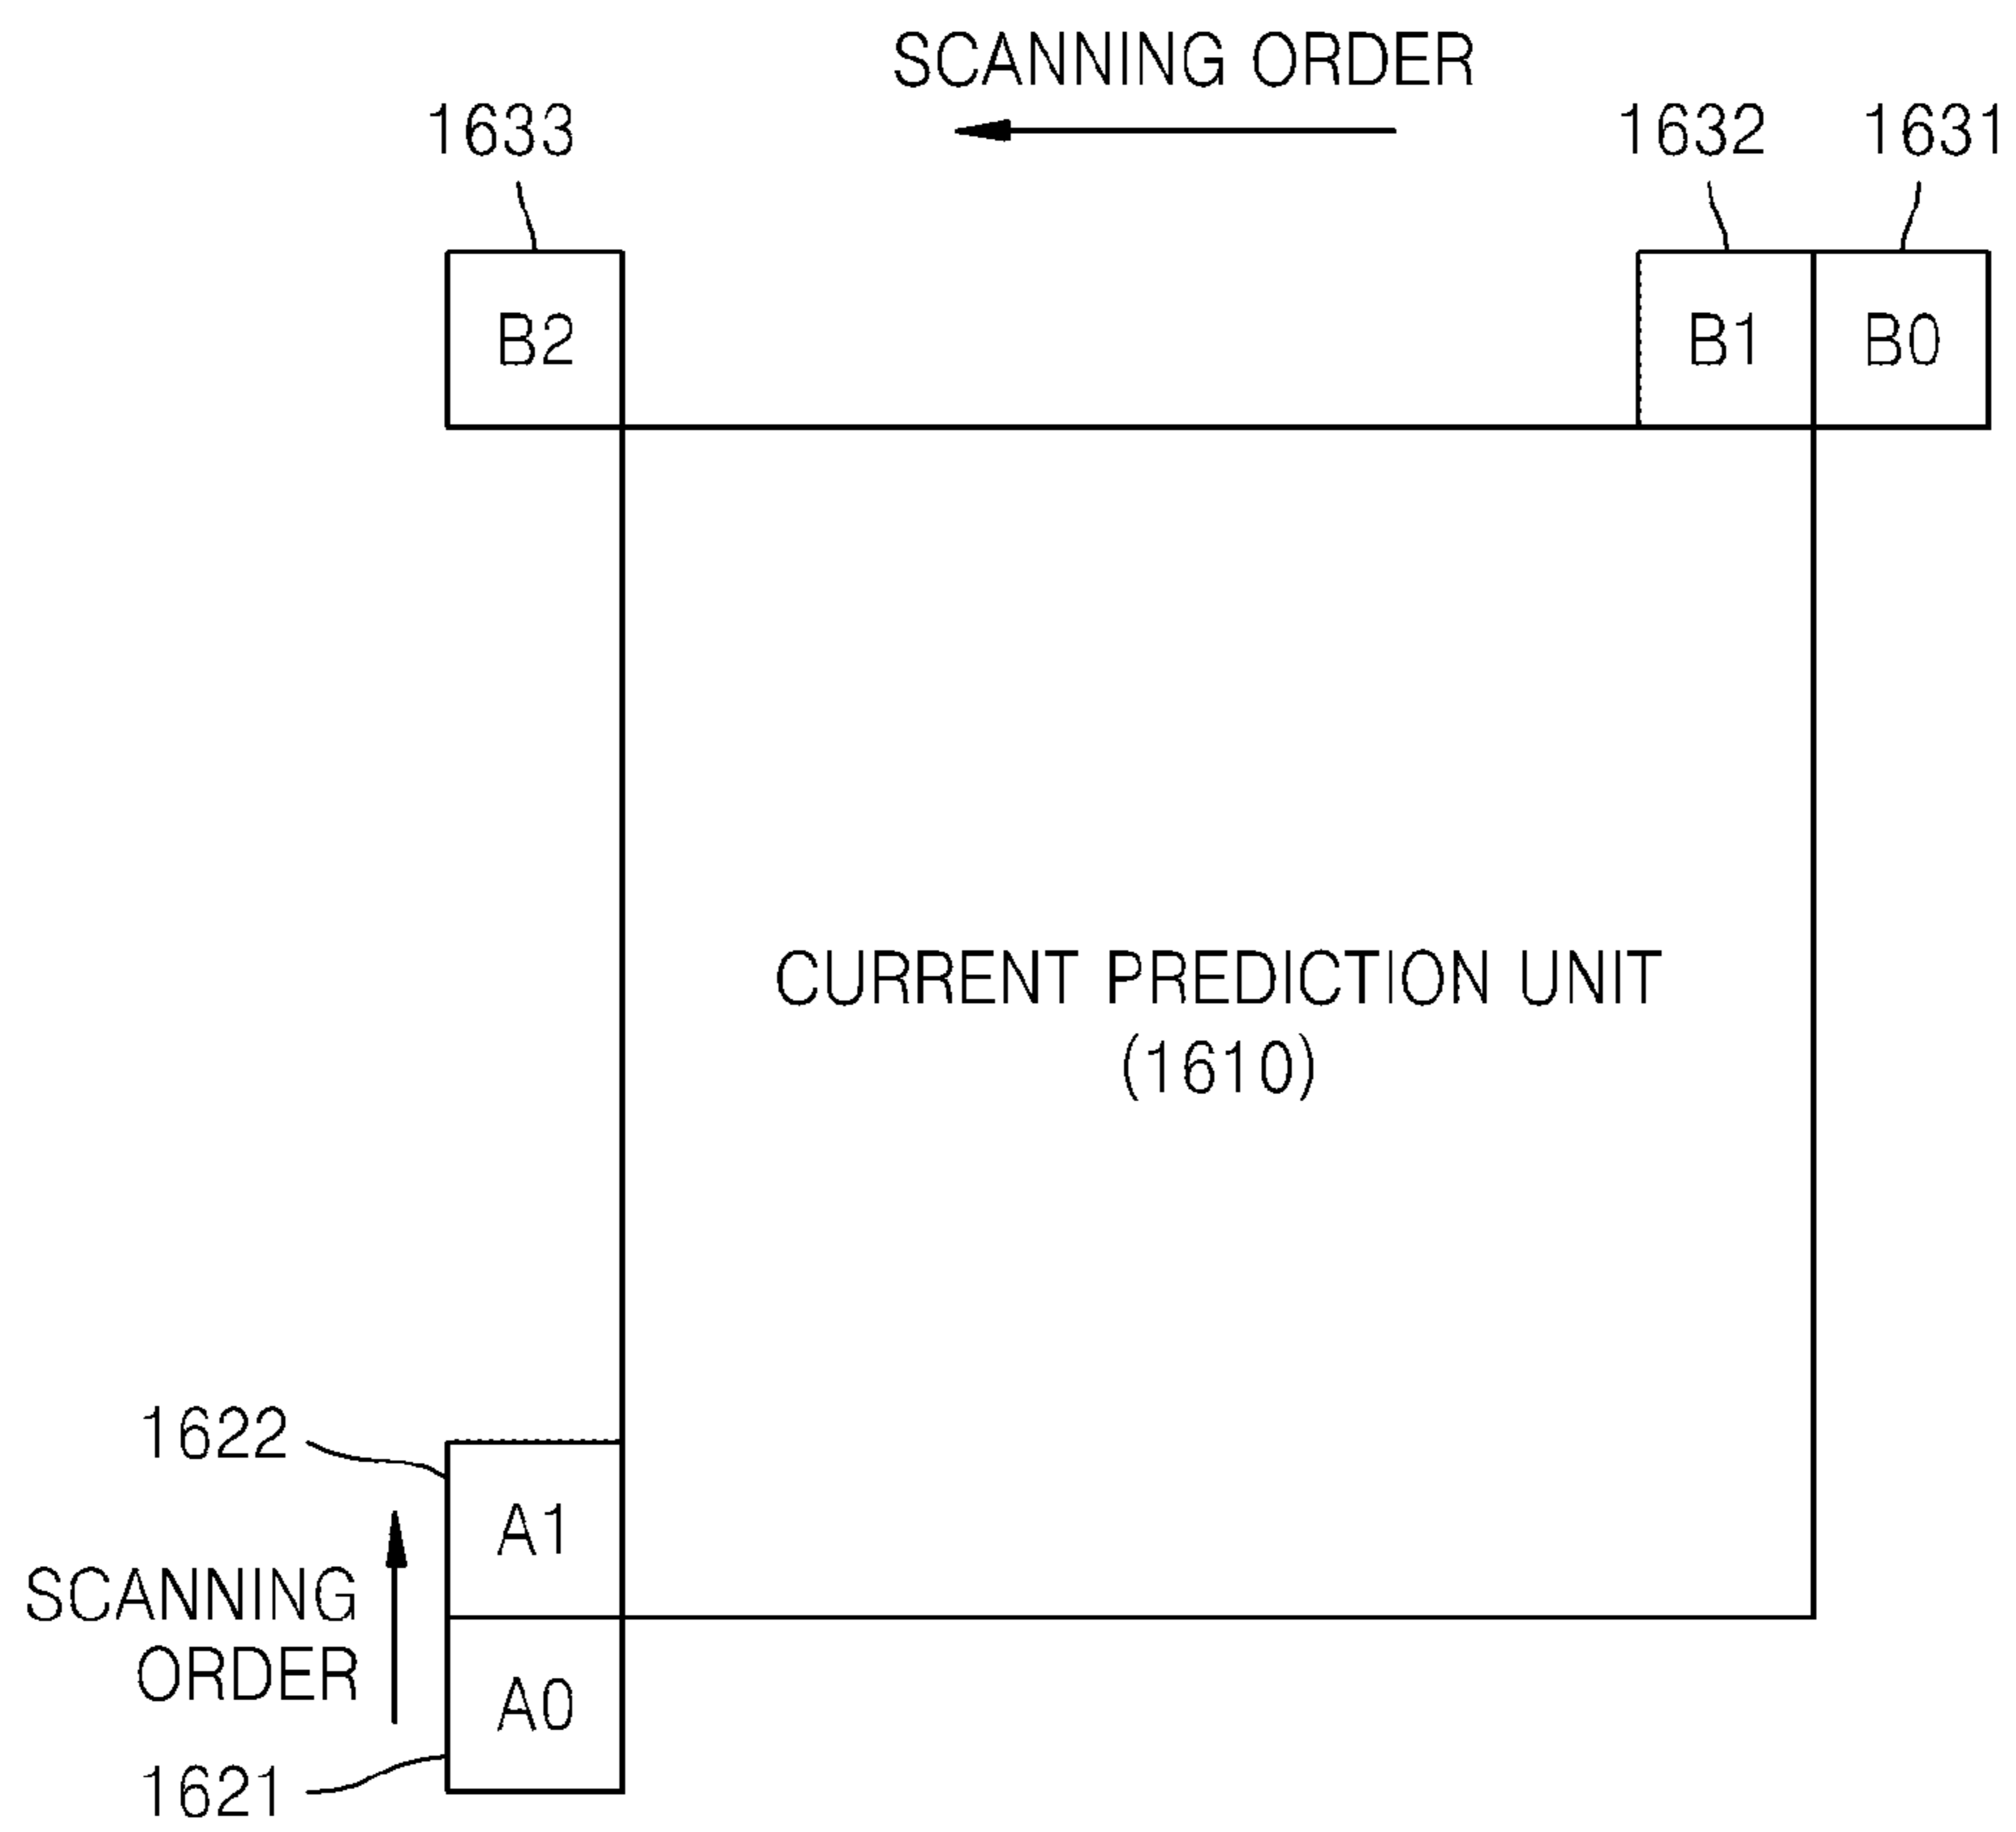 SCANNING ORDER
1633
1632
1631
B2
B1
B0
CURRENT PREDICTION UNIT
(1610)
1622
A1
SCANNING
ORDER
A0
1621